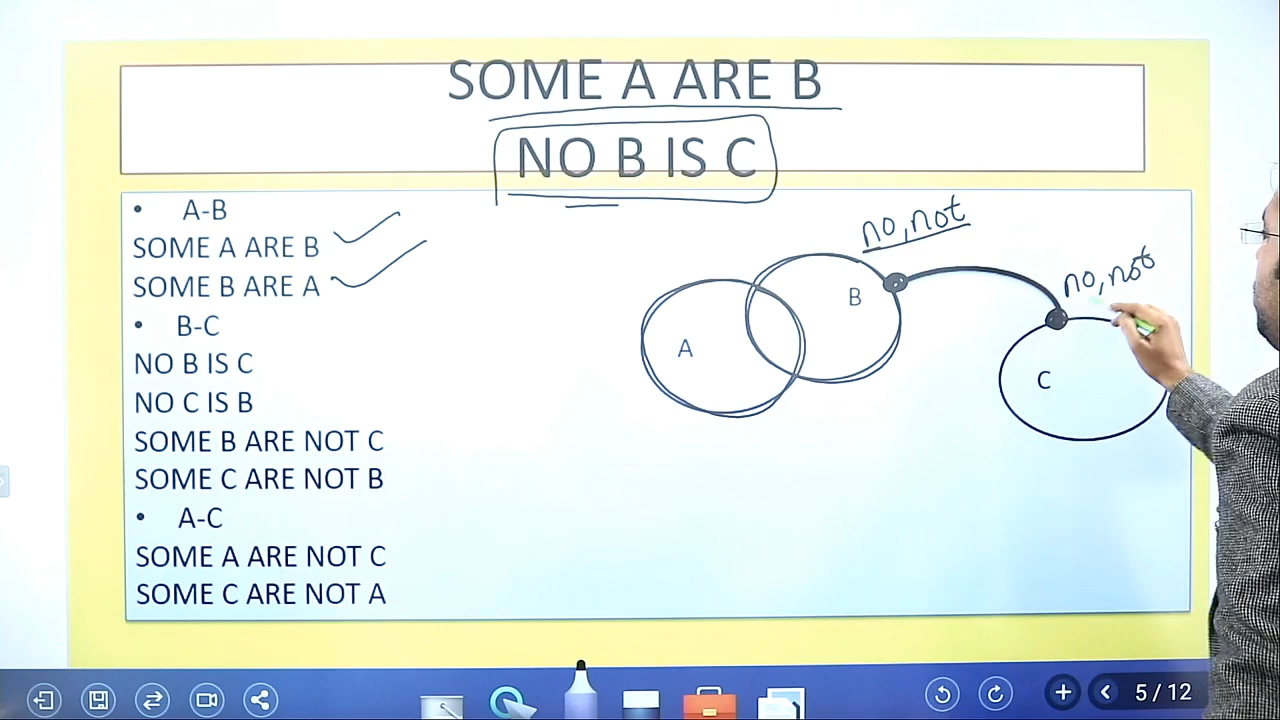 SOME A ARE B
NO B IS C
• A-B
SOME A ARE B
SOME B ARE A
• B-C
NO B IS C
NO C IS B
SOME B ARE NOT C
SOME C ARE NOT B
• A-C
SOME A ARE NOT C
SOME C ARE NOT A
no, not
no, not
B
A
C
5 / 12